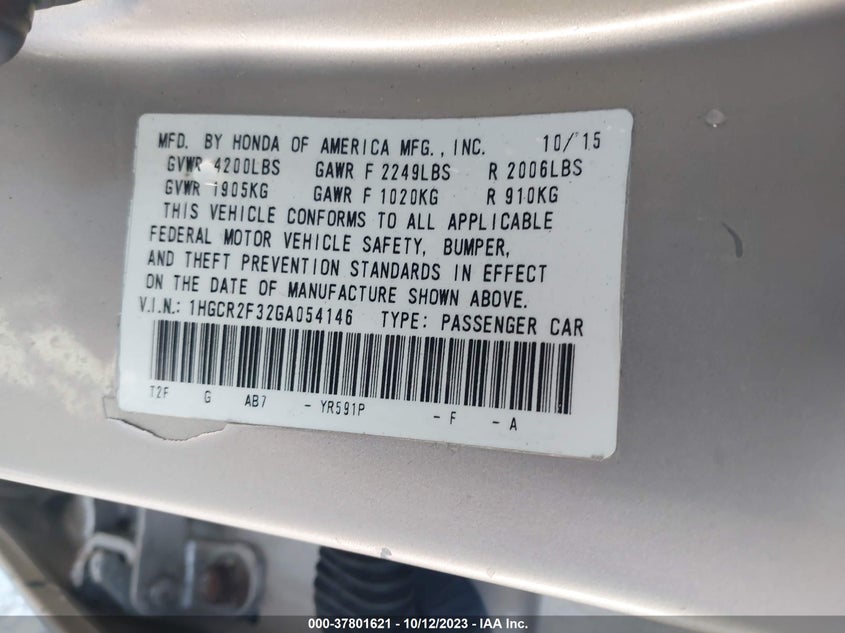 MFD. BY HONDA OF AMERICA MFG., INC. 10/'15
GVWR 4200LBS GAWR F 2249LBS R 2006LBS
GVWR 1905KG GAWR F 1020KG R 910KG
THIS VEHICLE CONFORMS TO ALL APPLICABLE
FEDERAL MOTOR VEHICLE SAFETY, BUMPER,
AND THEFT PREVENTION STANDARDS IN EFFECT
ON THE DATE OF MANUFACTURE SHOWN ABOVE.
V.I.N.: 1HGCR2F32GA054146 TYPE: PASSENGER CAR
T2F G AB7 - YR591P - F - A
000-37801621 - 10/12/2023 - IAA Inc.